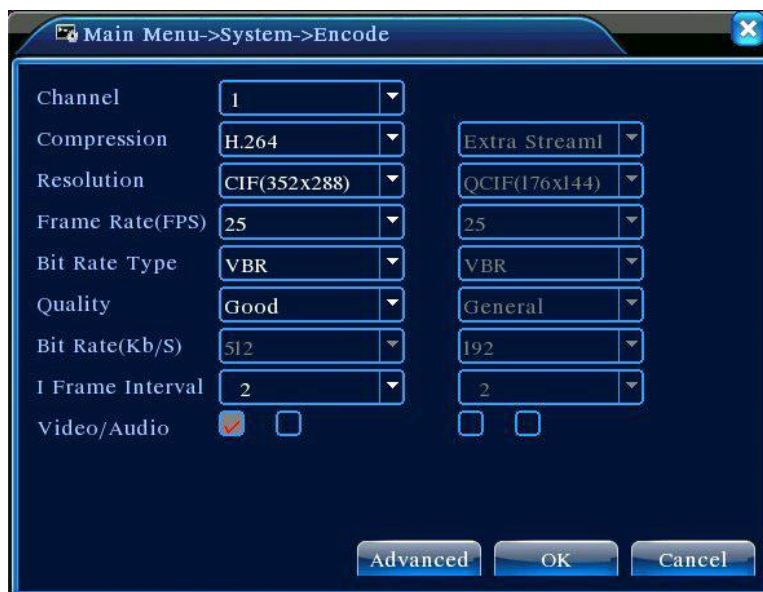 Main Menu->System->Encode
Channel 1
Compression H.264 Extra Stream1
Resolution CIF(352x288) QCIF(176x144)
Frame Rate(FPS) 25 25
Bit Rate Type VBR VBR
Quality Good General
Bit Rate(Kb/S) 512 192
I Frame Interval 2 2
Video/Audio
Advanced OK Cancel